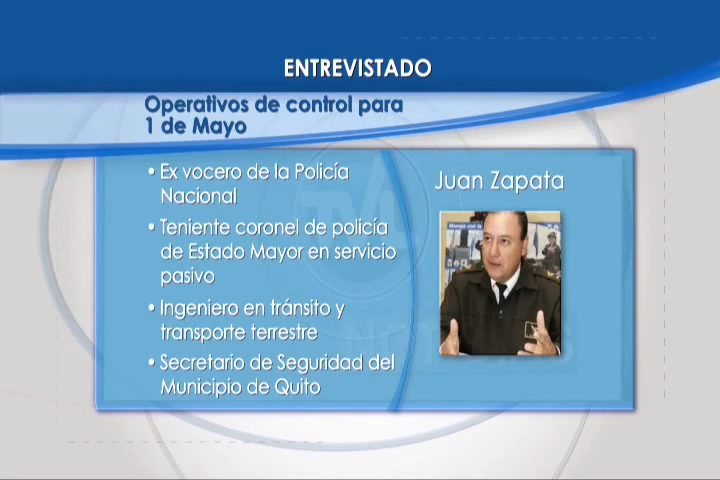 ENTREVISTADO
Operativos de control para
1 de Mayo
• Ex vocero de la Policía
Nacional
• Teniente coronel de policía
de Estado Mayor en servicio
pasivo
• Ingeniero en tránsito y
transporte terrestre
• Secretario de Seguridad del
Municipio de Quito
Juan Zapata